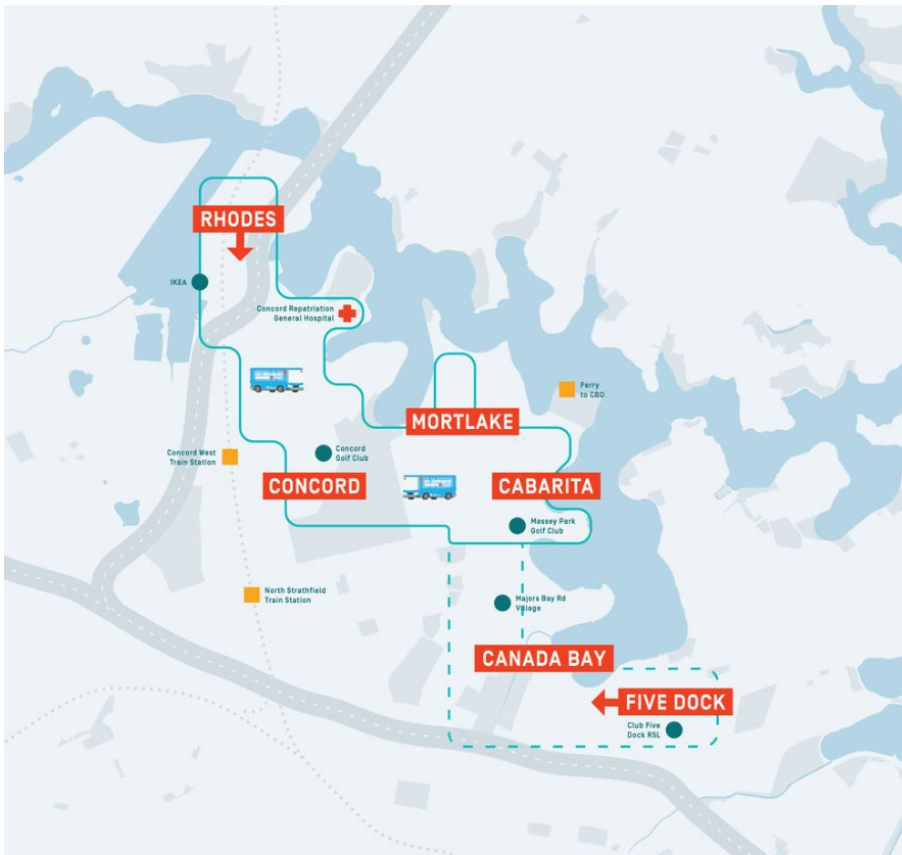 RHODES
IKEA
Concord Repatriation
General Hospital
Ferry
to CBD
MORTLAKE
Concord West
Train Station
Concord
Golf Club
CONCORD
CABARITA
Massey Park
Golf Club
North Strathfield
Train Station
Majors Bay Rd
Village
CANADA BAY
FIVE DOCK
Club Five
Dock RSL